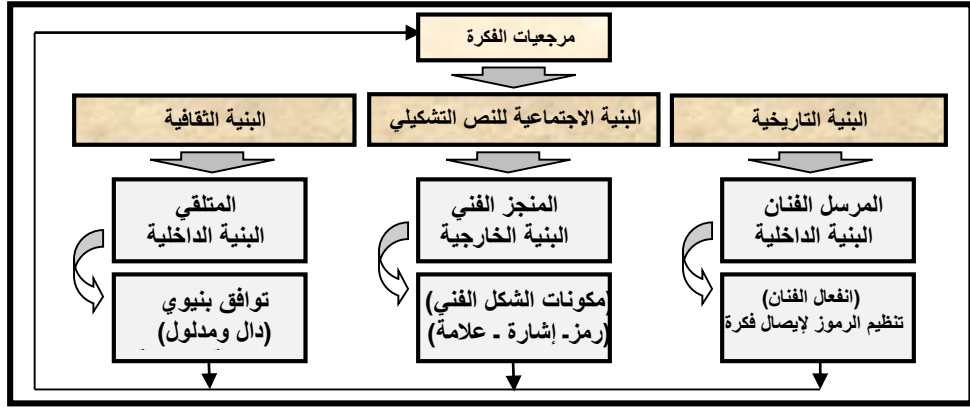 مرجعيات الفكرة
البنية التاريخية
البنية الاجتماعية للنص التشكيلي
البنية الثقافية
المرسل الفنان
البنية الداخلية
المنجز الفني
البنية الخارجية
المتلقي
البنية الداخلية
(انفعال الفنان)
تنظيم الرموز لإيصال فكرة
(مكونات الشكل الفني)
(رمز ـ إشارة ـ علامة)
توافق بنيوي
(دال ومدلول)